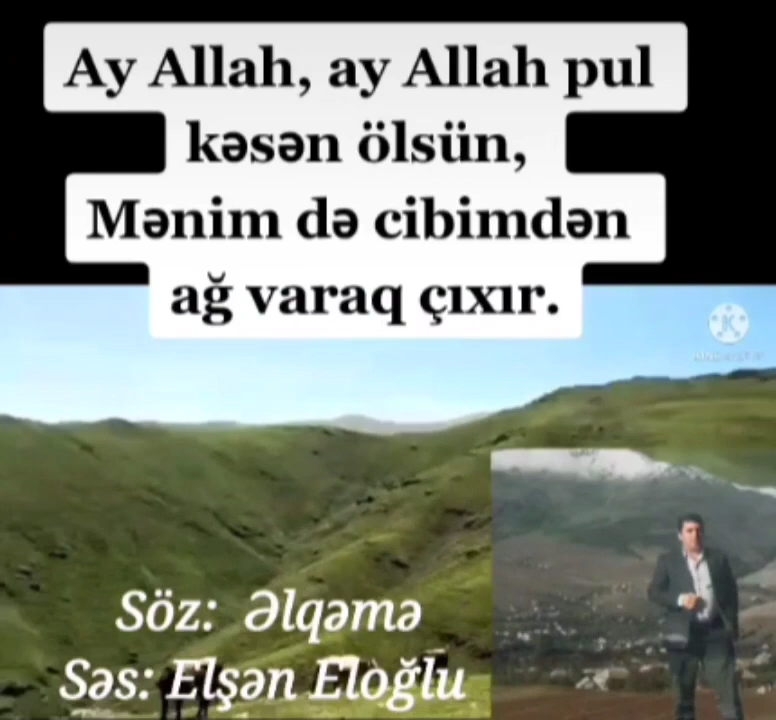 Ay Allah, ay Allah pul
kəsən ölsün,
Mənim də cibimdən
ağ varaq çıxır.
Söz: Əlqəmə
Səs: Elşən Eloğlu